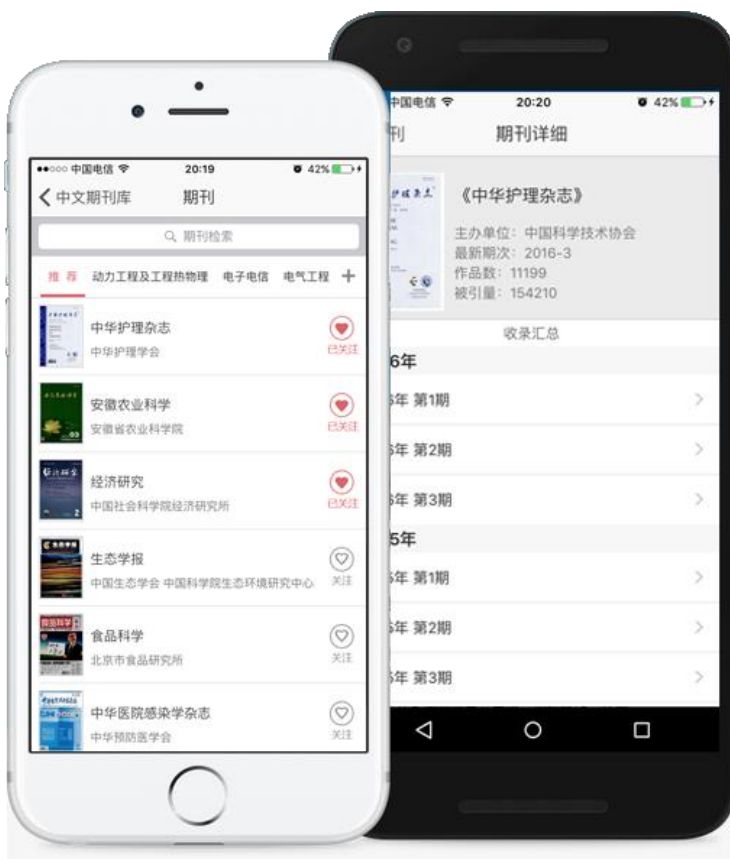 中国电信 20:19 42%
中文期刊库 期刊
期刊检索
推荐 动力工程及工程热物理 电子电信 电气工程
中华护理杂志
中华护理学会
已关注
安徽农业科学
安徽省农业科学院
已关注
经济研究
中国社会科学院经济研究所
已关注
生态学报
中国生态学会 中国科学院生态环境研究中心
关注
食品科学
北京市食品研究所
关注
中华医院感染学杂志
中华预防医学会
关注
中国电信 20:20 42%
刊 期刊详细
《中华护理杂志》
主办单位：中国科学技术协会
最新期次：2016-3
作品数：11199
被引量：154210
收录汇总
6年
6年 第1期
6年 第2期
6年 第3期
5年
5年 第1期
5年 第2期
5年 第3期